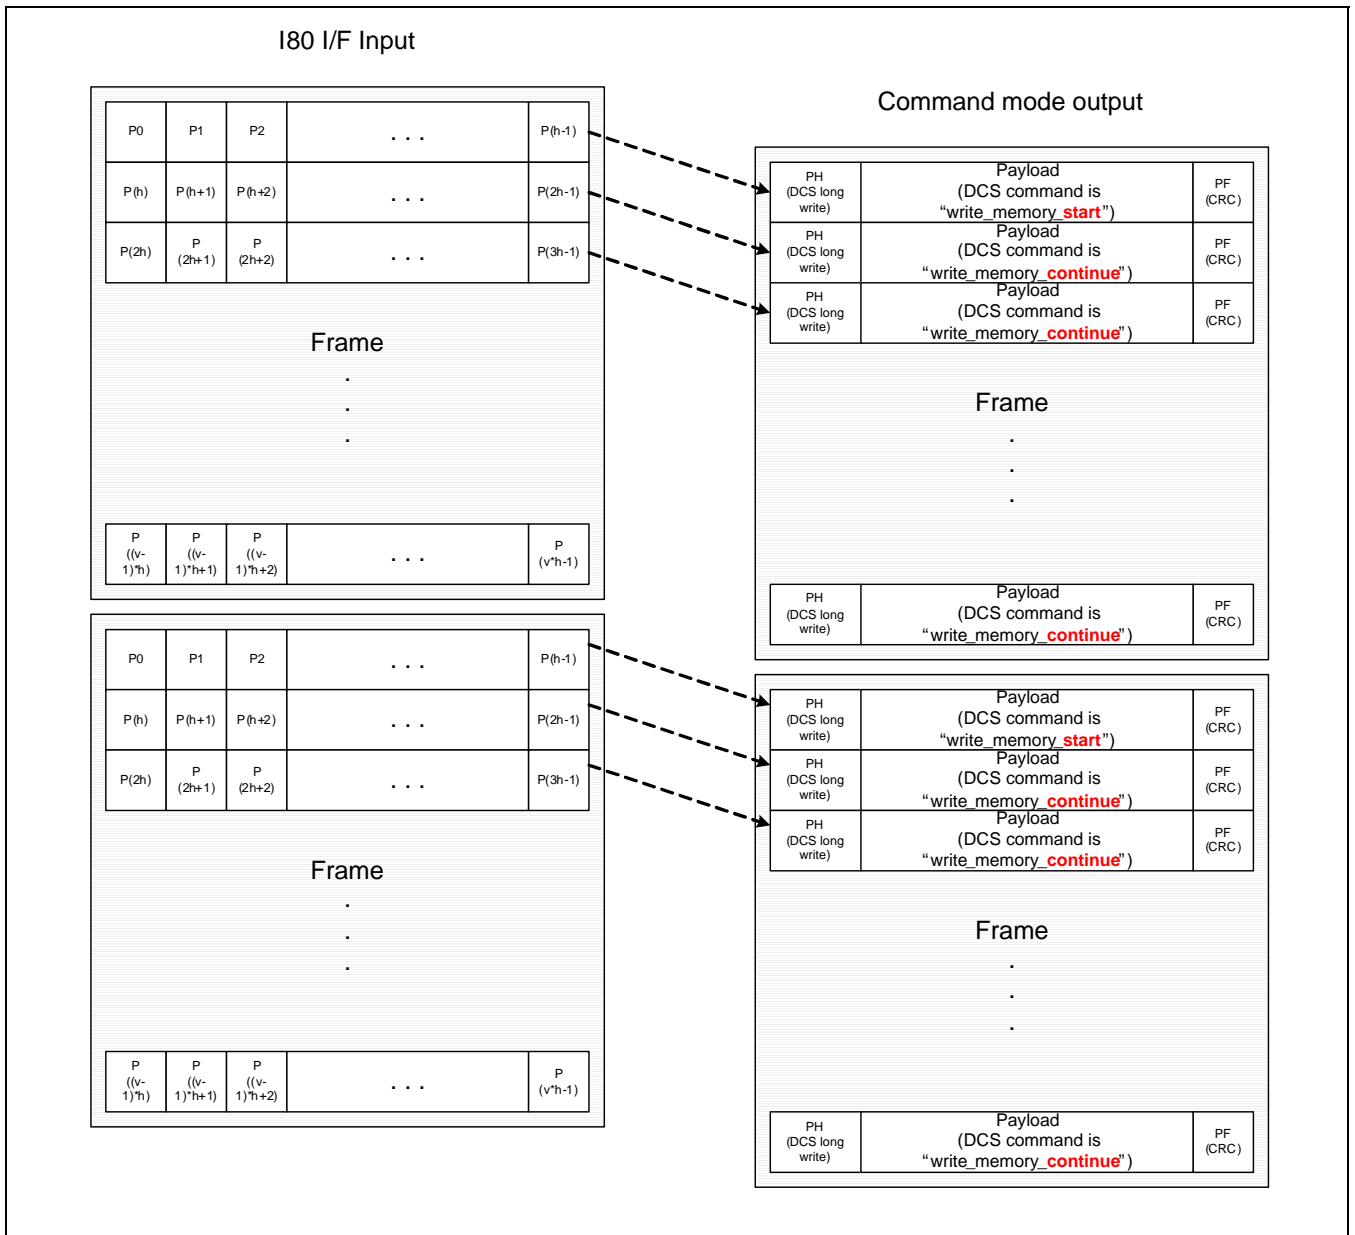 I80 I/F Input
P0 P1 P2 . . . P(h-1)
P(h) P(h+1) P(h+2) . . . P(2h-1)
P(2h) P (2h+1) P (2h+2) . . . P(3h-1)
Frame
.
.
.
P ((v-1)*h) P ((v-1)*h+1) P ((v-1)*h+2) . . . P (v*h-1)
P0 P1 P2 . . . P(h-1)
P(h) P(h+1) P(h+2) . . . P(2h-1)
P(2h) P (2h+1) P (2h+2) . . . P(3h-1)
Frame
.
.
.
P ((v-1)*h) P ((v-1)*h+1) P ((v-1)*h+2) . . . P (v*h-1)
Command mode output
PH (DCS long write) Payload (DCS command is “write_memory_start”) PF (CRC)
PH (DCS long write) Payload (DCS command is “write_memory_continue”) PF (CRC)
PH (DCS long write) Payload (DCS command is “write_memory_continue”) PF (CRC)
Frame
.
.
.
PH (DCS long write) Payload (DCS command is “write_memory_continue”) PF (CRC)
PH (DCS long write) Payload (DCS command is “write_memory_start”) PF (CRC)
PH (DCS long write) Payload (DCS command is “write_memory_continue”) PF (CRC)
PH (DCS long write) Payload (DCS command is “write_memory_continue”) PF (CRC)
Frame
.
.
.
PH (DCS long write) Payload (DCS command is “write_memory_continue”) PF (CRC)